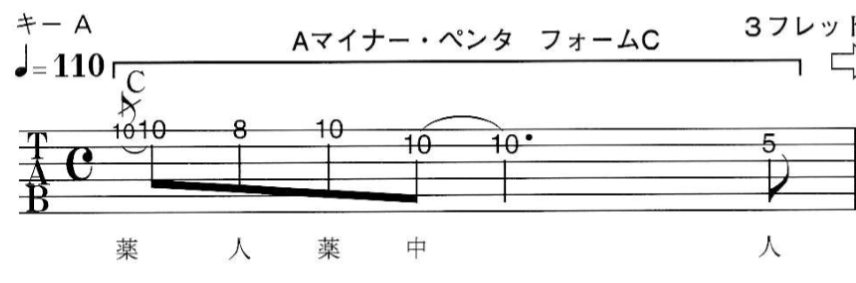 キー A
Aマイナー・ペンタ フォームC
3フレット
♩=110
C
10 10 8 10
10 10 5
T
A
B
薬 人 薬 中 人